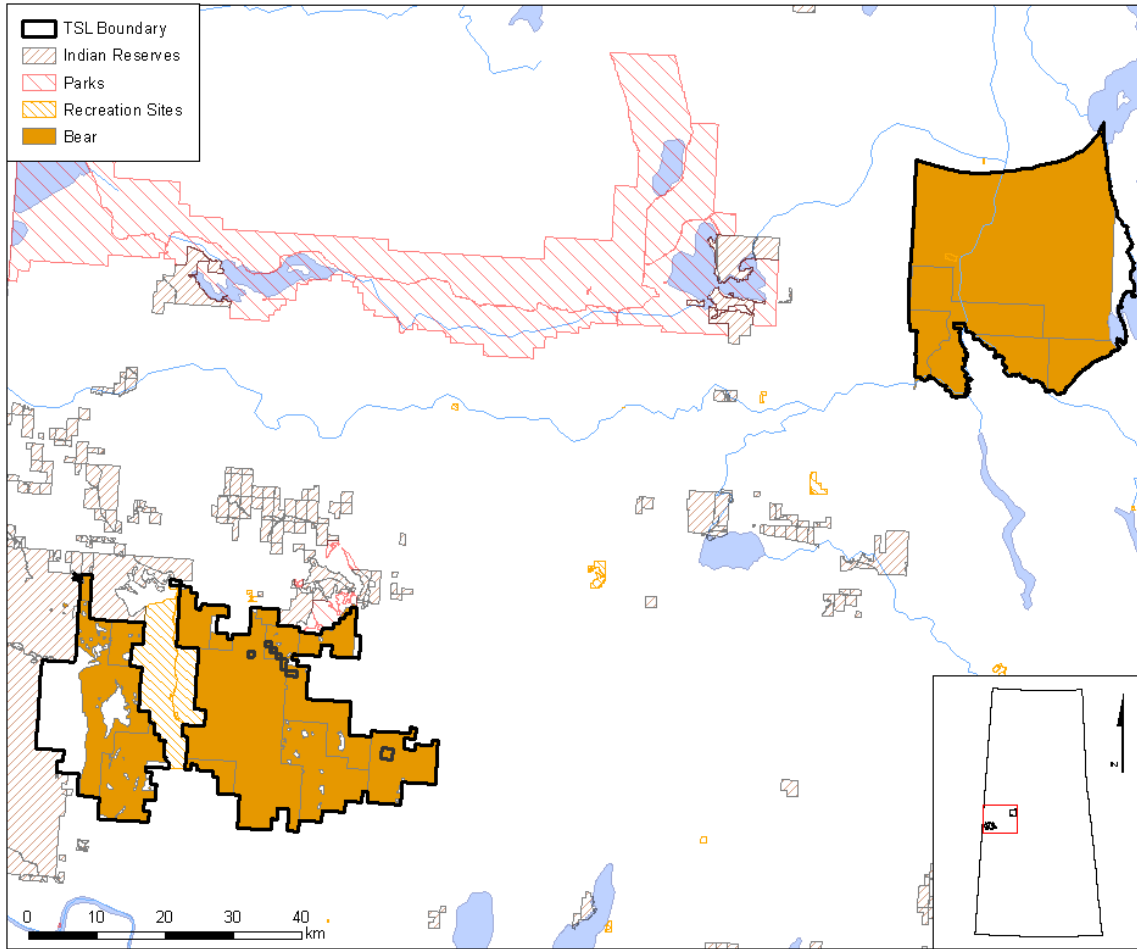 TSL Boundary
Indian Reserves
Parks
Recreation Sites
Bear
N
0 10 20 30 40
km